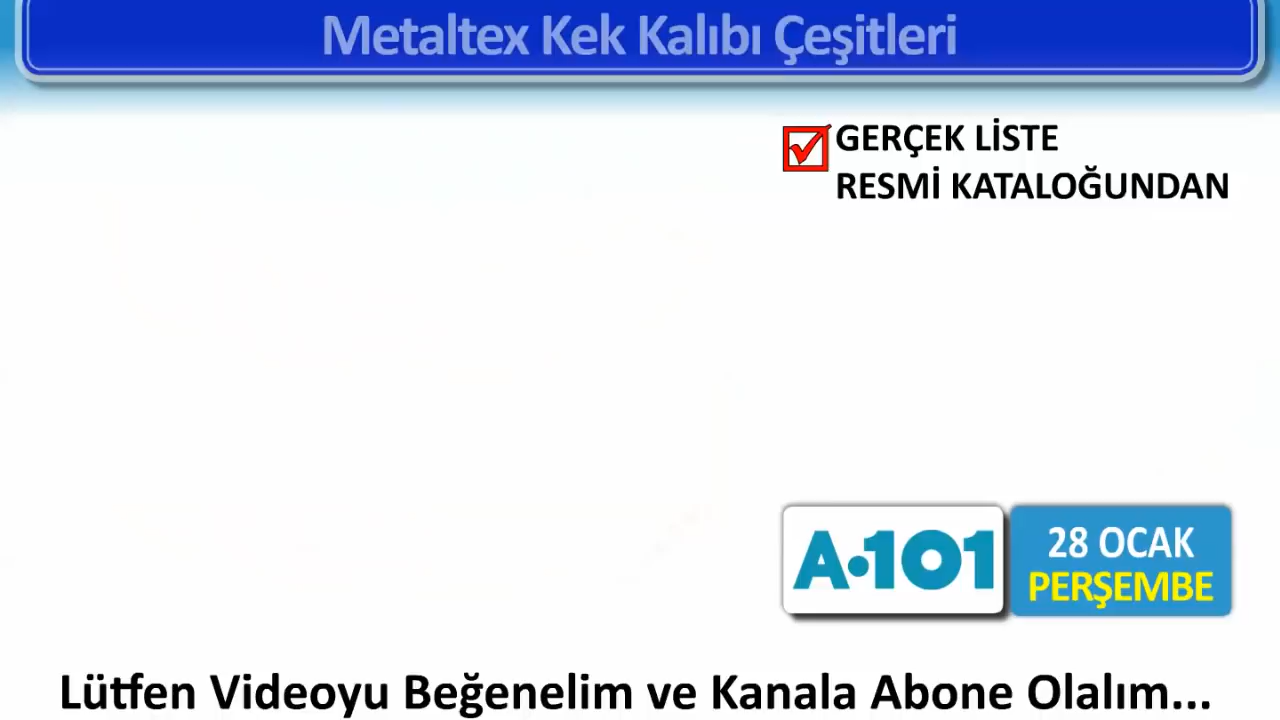 Metaltex Kek Kalıbı Çeşitleri
GERÇEK LİSTE
RESMİ KATALOĞUNDAN
A•101
28 OCAK
PERŞEMBE
Lütfen Videoyu Beğenelim ve Kanala Abone Olalım...